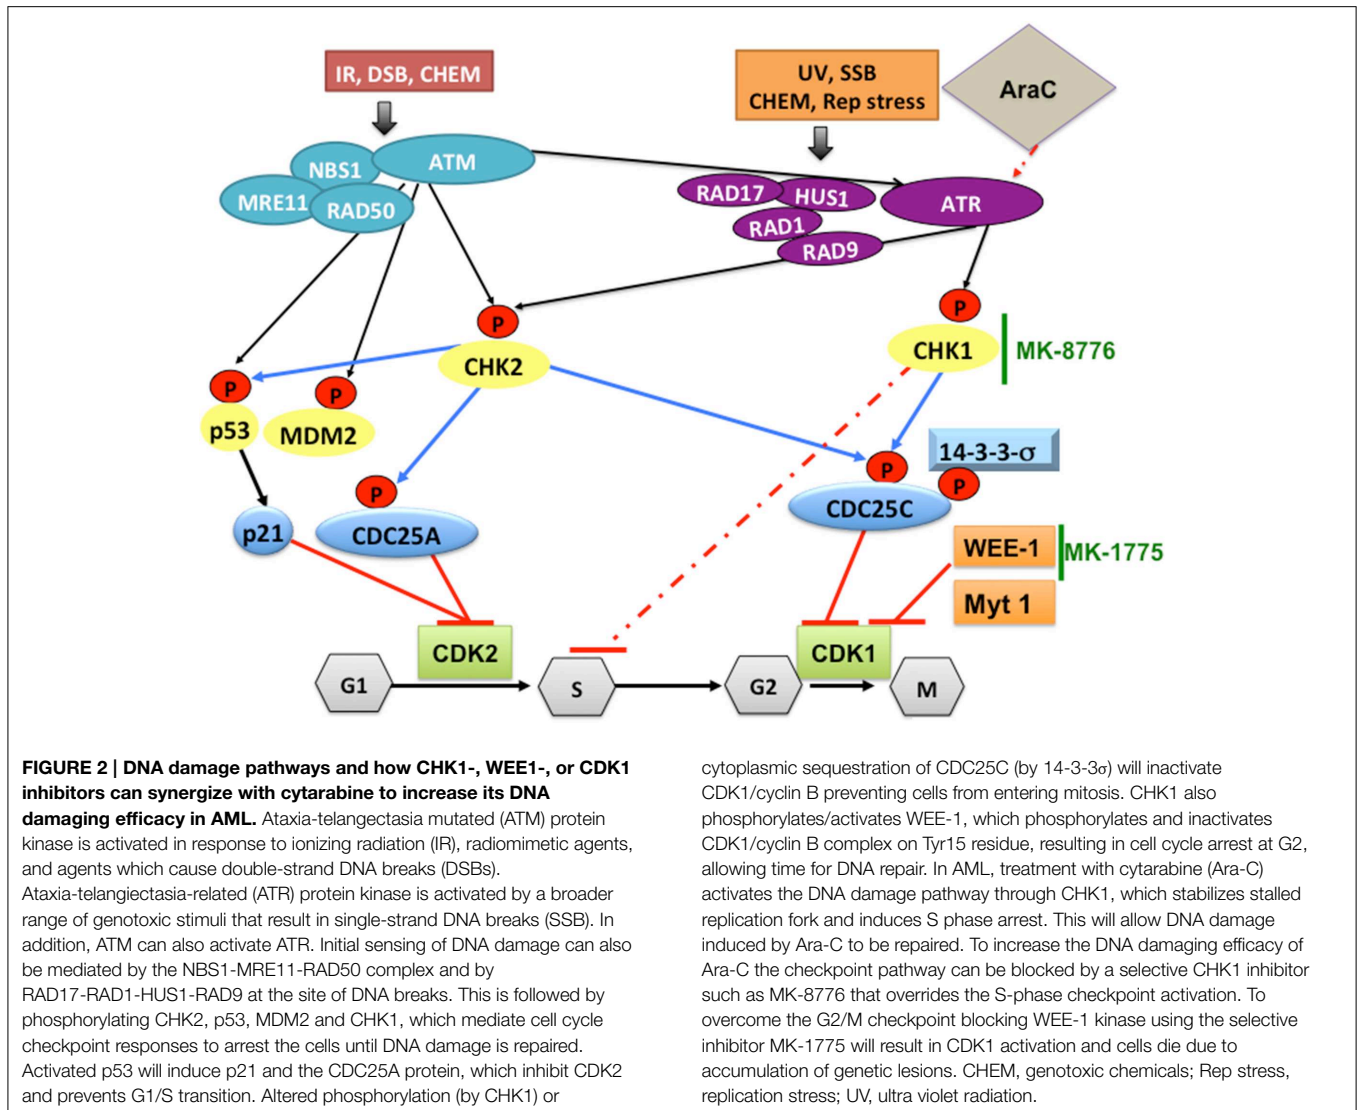 IR, DSB, CHEM
UV, SSB
CHEM, Rep stress
AraC
NBS1
ATM
MRE11
RAD50
RAD17
HUS1
RAD1
RAD9
ATR
P
P
CHK2
CHK1
MK-8776
P
P
p53
MDM2
P
P
14-3-3-σ
P
p21
CDC25A
CDC25C
WEE-1
MK-1775
Myt 1
CDK2
CDK1
G1
S
G2
M
FIGURE 2 | DNA damage pathways and how CHK1-, WEE1-, or CDK1
inhibitors can synergize with cytarabine to increase its DNA
damaging efficacy in AML. Ataxia-telangectasia mutated (ATM) protein
kinase is activated in response to ionizing radiation (IR), radiomimetic agents,
and agents which cause double-strand DNA breaks (DSBs).
Ataxia-telangiectasia-related (ATR) protein kinase is activated by a broader
range of genotoxic stimuli that result in single-strand DNA breaks (SSB). In
addition, ATM can also activate ATR. Initial sensing of DNA damage can also
be mediated by the NBS1-MRE11-RAD50 complex and by
RAD17-RAD1-HUS1-RAD9 at the site of DNA breaks. This is followed by
phosphorylating CHK2, p53, MDM2 and CHK1, which mediate cell cycle
checkpoint responses to arrest the cells until DNA damage is repaired.
Activated p53 will induce p21 and the CDC25A protein, which inhibit CDK2
and prevents G1/S transition. Altered phosphorylation (by CHK1) or
cytoplasmic sequestration of CDC25C (by 14-3-3σ) will inactivate
CDK1/cyclin B preventing cells from entering mitosis. CHK1 also
phosphorylates/activates WEE-1, which phosphorylates and inactivates
CDK1/cyclin B complex on Tyr15 residue, resulting in cell cycle arrest at G2,
allowing time for DNA repair. In AML, treatment with cytarabine (Ara-C)
activates the DNA damage pathway through CHK1, which stabilizes stalled
replication fork and induces S phase arrest. This will allow DNA damage
induced by Ara-C to be repaired. To increase the DNA damaging efficacy of
Ara-C the checkpoint pathway can be blocked by a selective CHK1 inhibitor
such as MK-8776 that overrides the S-phase checkpoint activation. To
overcome the G2/M checkpoint blocking WEE-1 kinase using the selective
inhibitor MK-1775 will result in CDK1 activation and cells die due to
accumulation of genetic lesions. CHEM, genotoxic chemicals; Rep stress,
replication stress; UV, ultra violet radiation.